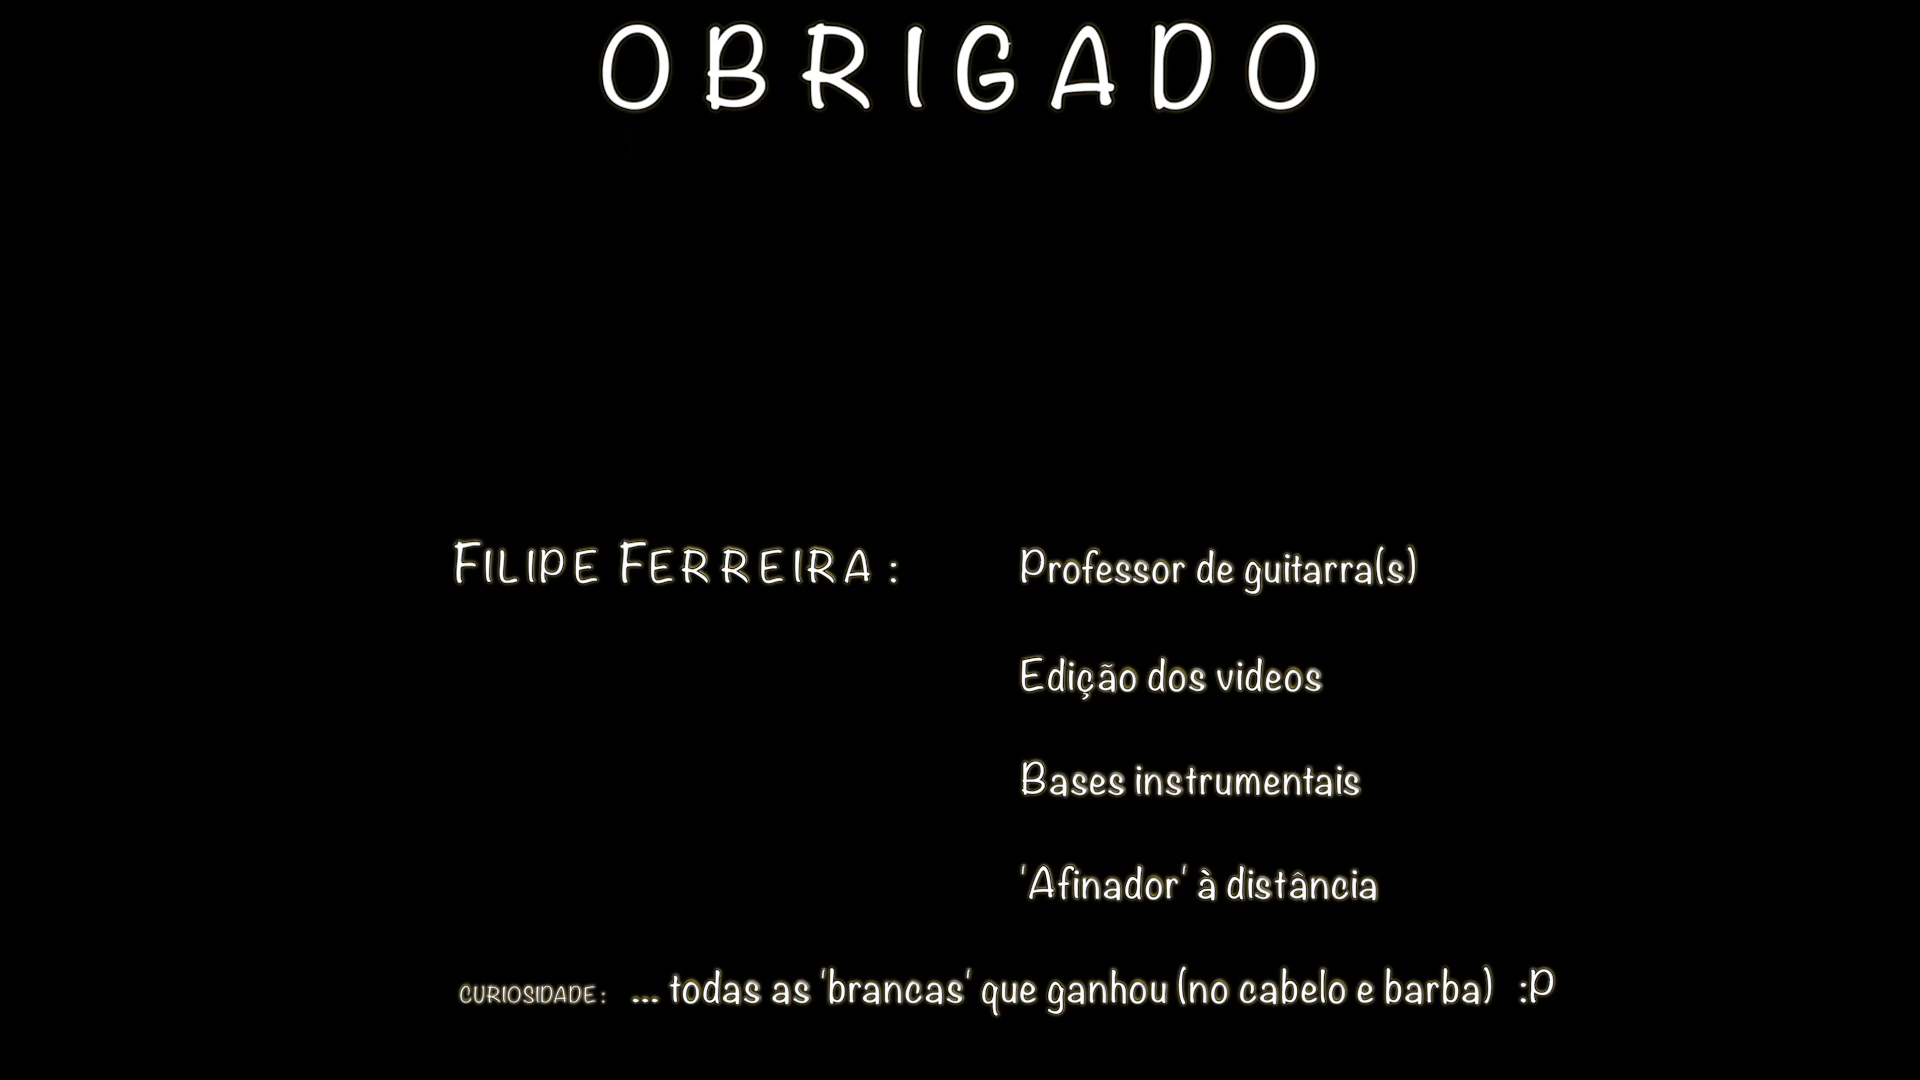 OBRIGADO
FILIPE FERREIRA : Professor de guitarra(s)
Edição dos videos
Bases instrumentais
'Afinador' à distância
CURIOSIDADE: ... todas as 'brancas' que ganhou (no cabelo e barba) :P